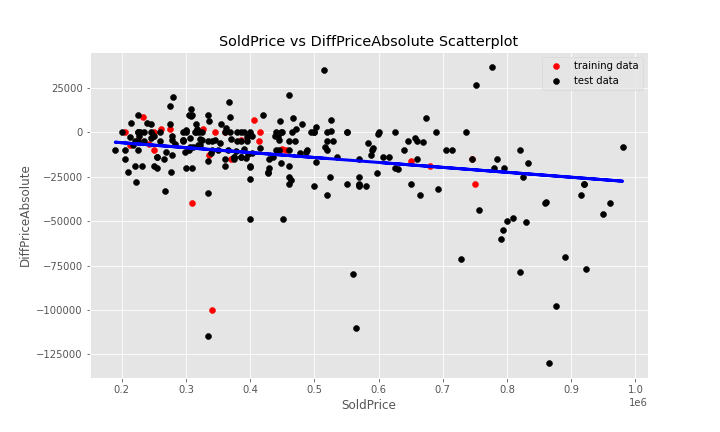 SoldPrice vs DiffPriceAbsolute Scatterplot
training data
test data
25000
0
−25000
−50000
−75000
−100000
−125000
DiffPriceAbsolute
0.2 0.3 0.4 0.5 0.6 0.7 0.8 0.9 1.0
1e6
SoldPrice